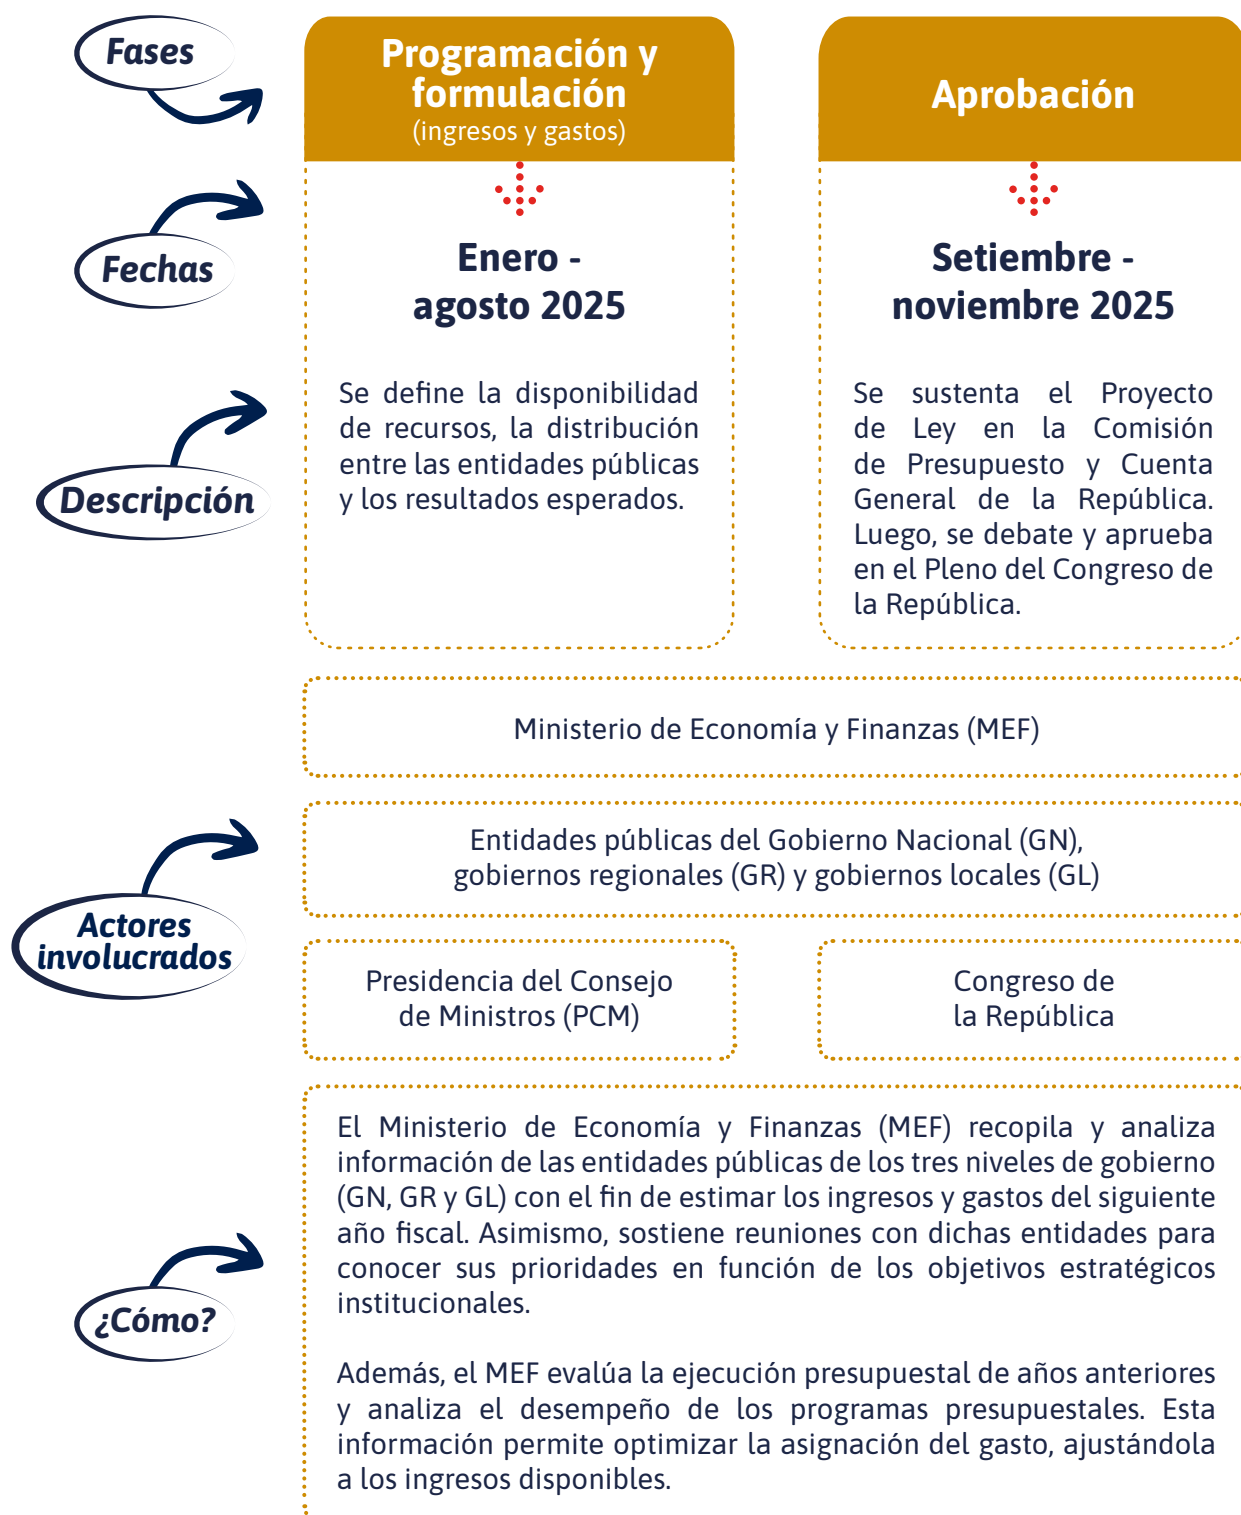 Fases
Programación y
formulación
(ingresos y gastos)
Aprobación
Fechas
Enero -
agosto 2025
Setiembre -
noviembre 2025
Descripción
Se define la disponibilidad
de recursos, la distribución
entre las entidades públicas
y los resultados esperados.
Se sustenta el Proyecto
de Ley en la Comisión
de Presupuesto y Cuenta
General de la República.
Luego, se debate y aprueba
en el Pleno del Congreso de
la República.
Actores
involucrados
Ministerio de Economía y Finanzas (MEF)
Entidades públicas del Gobierno Nacional (GN),
gobiernos regionales (GR) y gobiernos locales (GL)
Presidencia del Consejo
de Ministros (PCM)
Congreso de
la República
¿Cómo?
El Ministerio de Economía y Finanzas (MEF) recopila y analiza
información de las entidades públicas de los tres niveles de gobierno
(GN, GR y GL) con el fin de estimar los ingresos y gastos del siguiente
año fiscal. Asimismo, sostiene reuniones con dichas entidades para
conocer sus prioridades en función de los objetivos estratégicos
institucionales.
Además, el MEF evalúa la ejecución presupuestal de años anteriores
y analiza el desempeño de los programas presupuestales. Esta
información permite optimizar la asignación del gasto, ajustándola
a los ingresos disponibles.